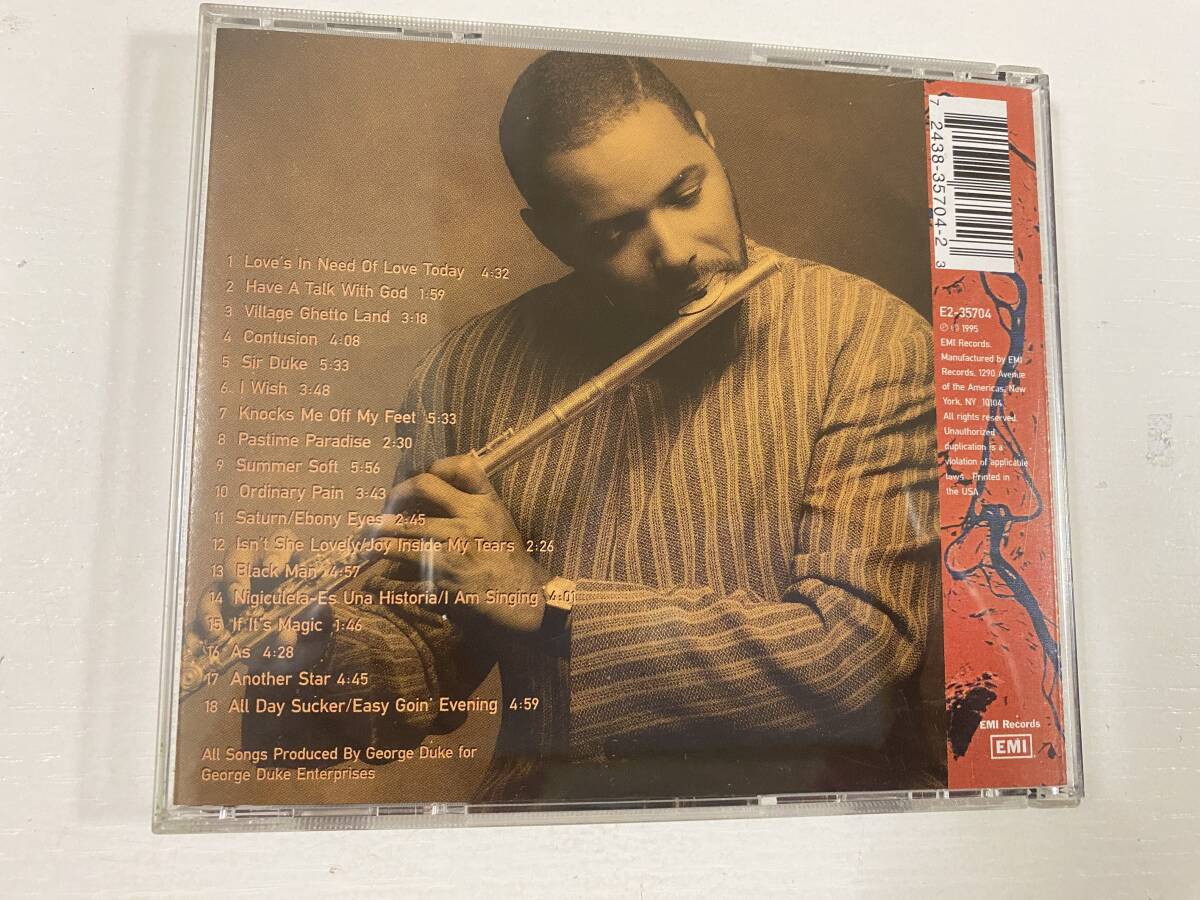 1 Love's In Need Of Love Today 4:32
2 Have A Talk With God 1:59
3 Village Ghetto Land 3:18
4 Contusion 4:08
5 Sir Duke 5:33
6. I Wish 3:48
7 Knocks Me Off My Feet 5:33
8 Pastime Paradise 2:30
9 Summer Soft 5:56
10 Ordinary Pain 3:43
11 Saturn/Ebony Eyes 2:45
12 Isn't She Lovely/Joy Inside My Tears 2:26
13 Black Man 4:57
14 Nigiculela-Es Una Historia/I Am Singing 4:01
15 If It's Magic 1:46
16 As 4:28
17 Another Star 4:45
18 All Day Sucker/Easy Goin' Evening 4:59
All Songs Produced By George Duke for
George Duke Enterprises
7 2438-35704-2 3
E2-35704
℗ © 1995
EMI Records.
Manufactured by EMI
Records, 1290 Avenue
of the Americas, New
York, NY 10104
All rights reserved.
Unauthorized
duplication is a
violation of applicable
laws. Printed in
the USA
EMI Records
EMI